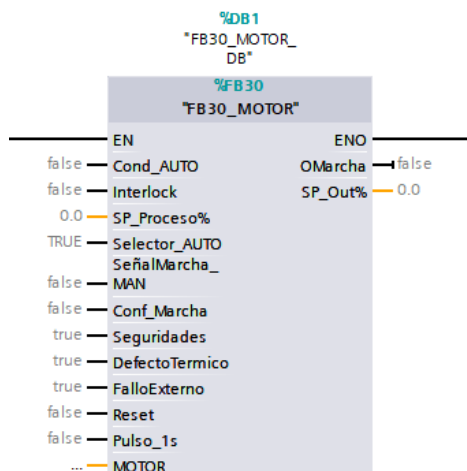 %DB1
"FB30_MOTOR_
DB"
%FB30
"FB30_MOTOR"
EN ENO
false Cond_AUTO OMarcha false
false Interlock SP_Out% 0.0
0.0 SP_Proceso%
TRUE Selector_AUTO
SeñalMarcha_
false MAN
false Conf_Marcha
true Seguridades
true DefectoTermico
true FalloExterno
false Reset
false Pulso_1s
... MOTOR